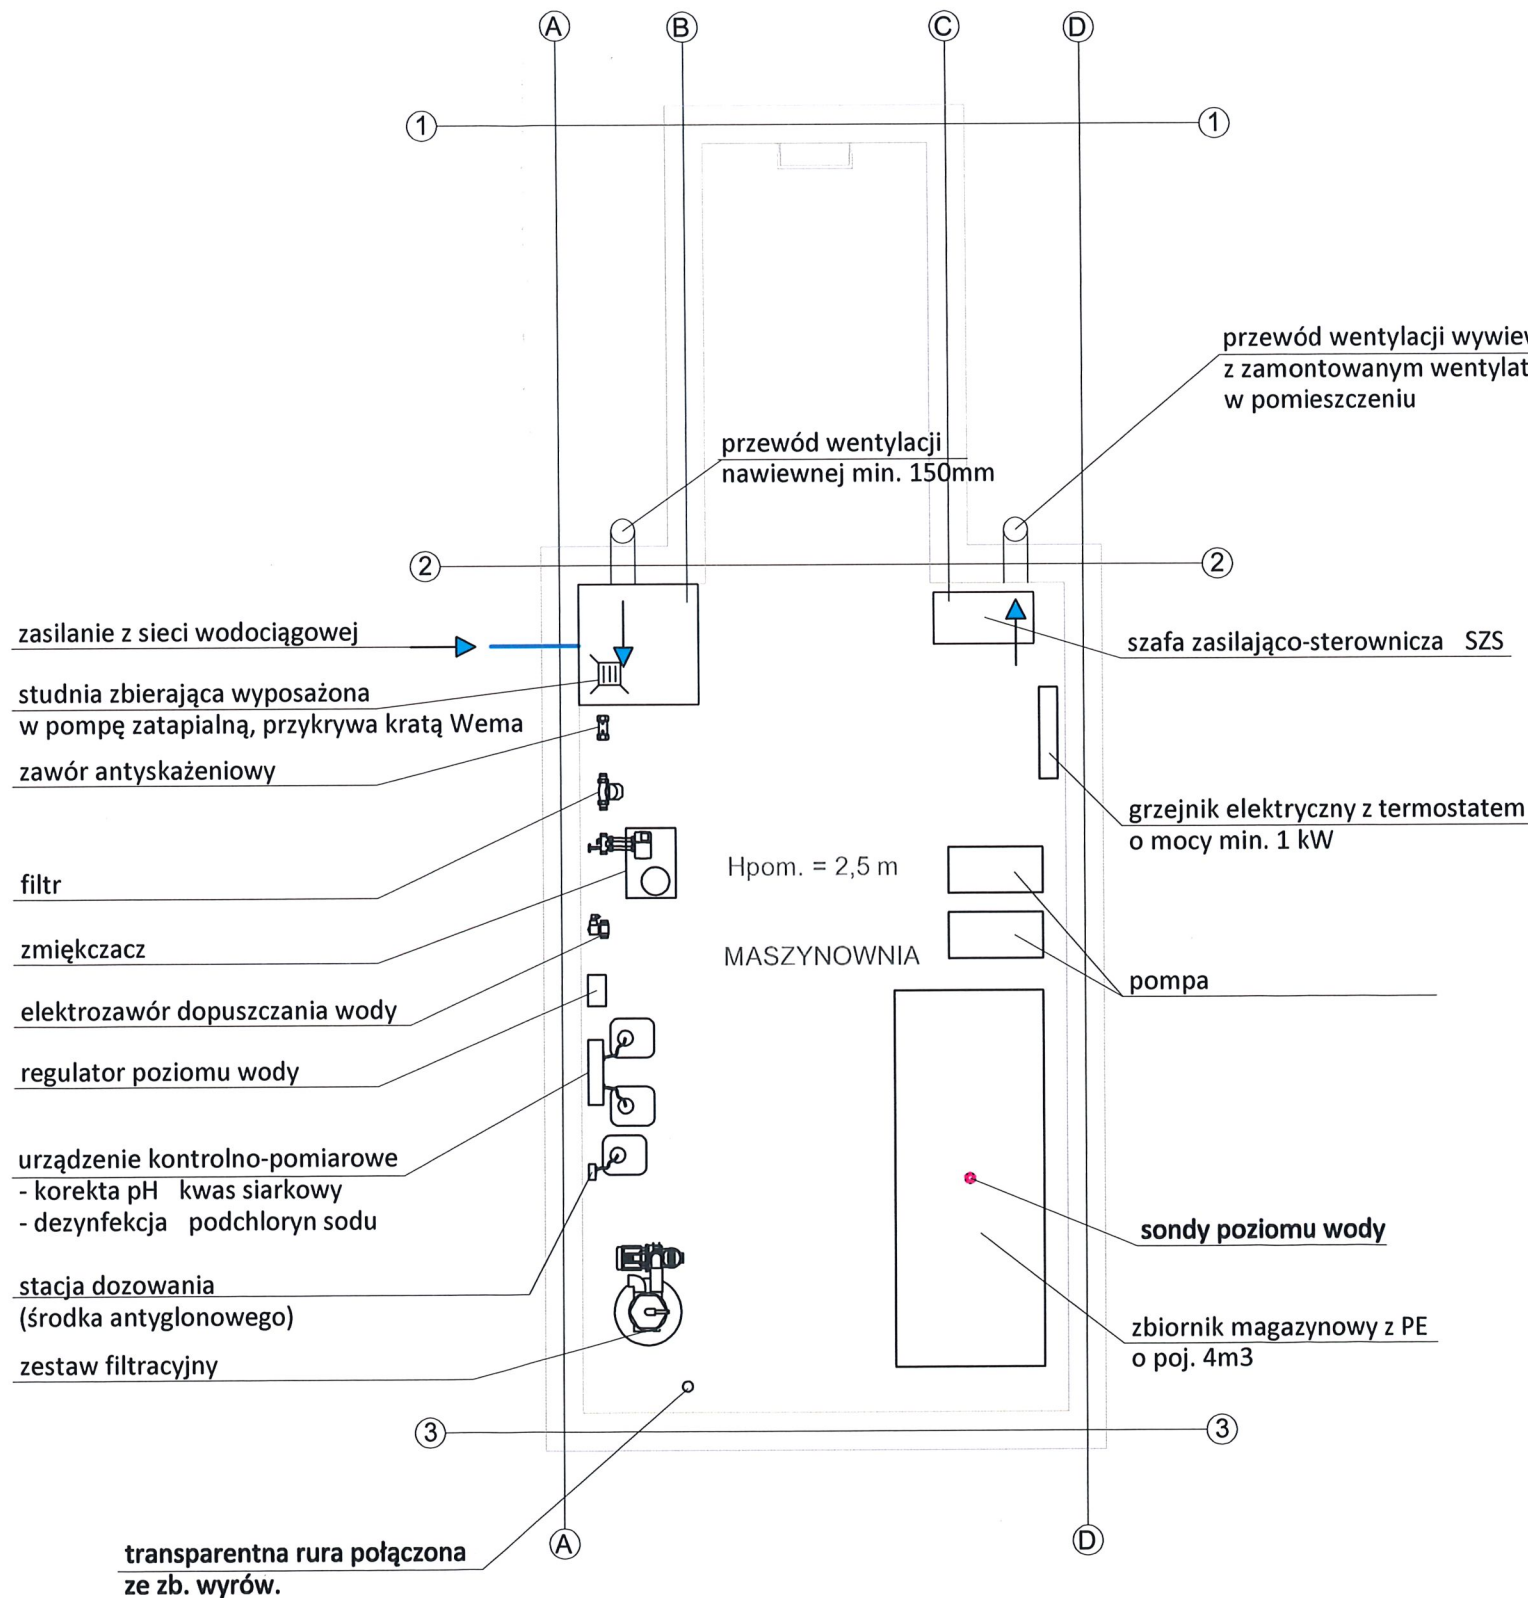 A
B
C
D
1
1
przewód wentylacji
z zamontowanym
w pomieszczeniu
przewód wentylacji
nawiewnej min. 150mm
2
2
zasilanie z sieci wodociągowej
szafa zasilająco-sterownicza SZS
studnia zbierająca wyposażona
w pompę zatapialną, przykrywa kratą Wema
zawór antyskażeniowy
grzejnik elektryczny z termostatem
o mocy min. 1 kW
filtr
Hpom. = 2,5 m
zmiękczacz
MASZYNOWNIA
pompa
elektrozawór dopuszczania wody
regulator poziomu wody
urządzenie kontrolno-pomiarowe
- korekta pH kwas siarkowy
- dezynfekcja podchloryn sodu
sondy poziomu wody
stacja dozowania
(środka antyglonowego)
zbiornik magazynowy z PE
o poj. 4m3
zestaw filtracyjny
3
3
A
D
transparentna rura połączona
ze zb. wyrów.